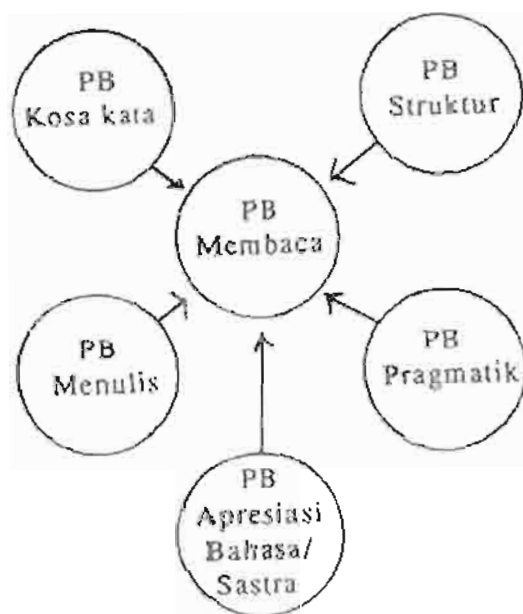 PB
Kosa kata
PB
Struktur
PB
Membaca
PB
Menulis
PB
Pragmatik
PB
Apresiasi
Bahasa/
Sastra